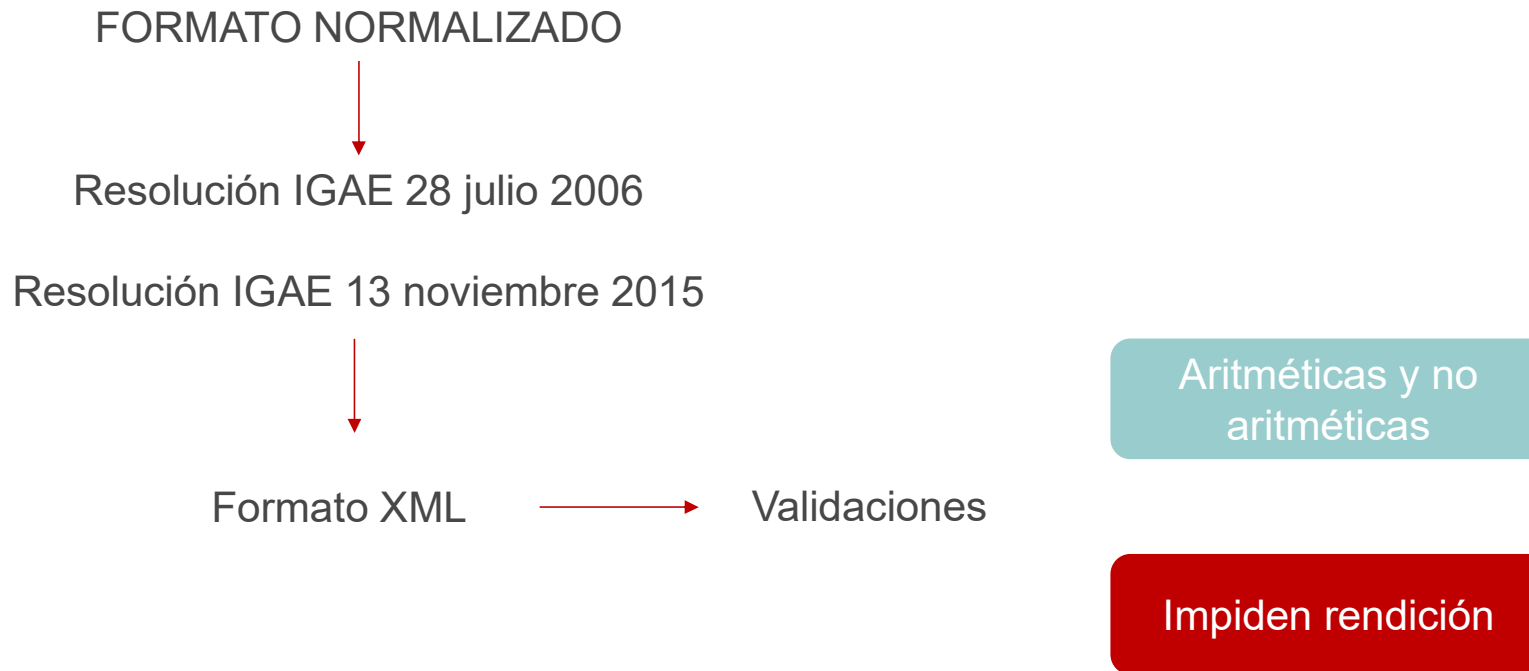 FORMATO NORMALIZADO
Resolución IGAE 28 julio 2006
Resolución IGAE 13 noviembre 2015
Formato XML
Validaciones
Aritméticas y no
aritméticas
Impiden rendición